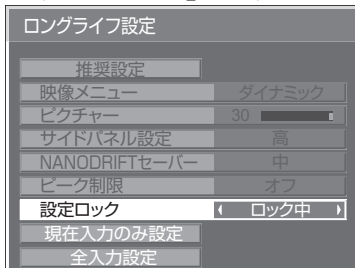 ロングライフ設定
推奨設定
映像メニュー ダイナミック
ピクチャー 30
サイドパネル設定 高
NANODRIFTセーバー 中
ピーク制限 オフ
設定ロック ロック中
現在入力のみ設定
全入力設定